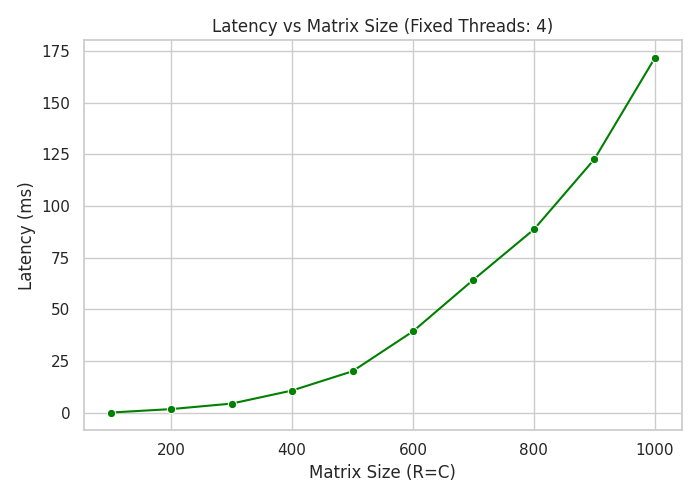 Latency vs Matrix Size (Fixed Threads: 4)
Latency (ms)
175
150
125
100
75
50
25
0
200 400 600 800 1000
Matrix Size (R=C)